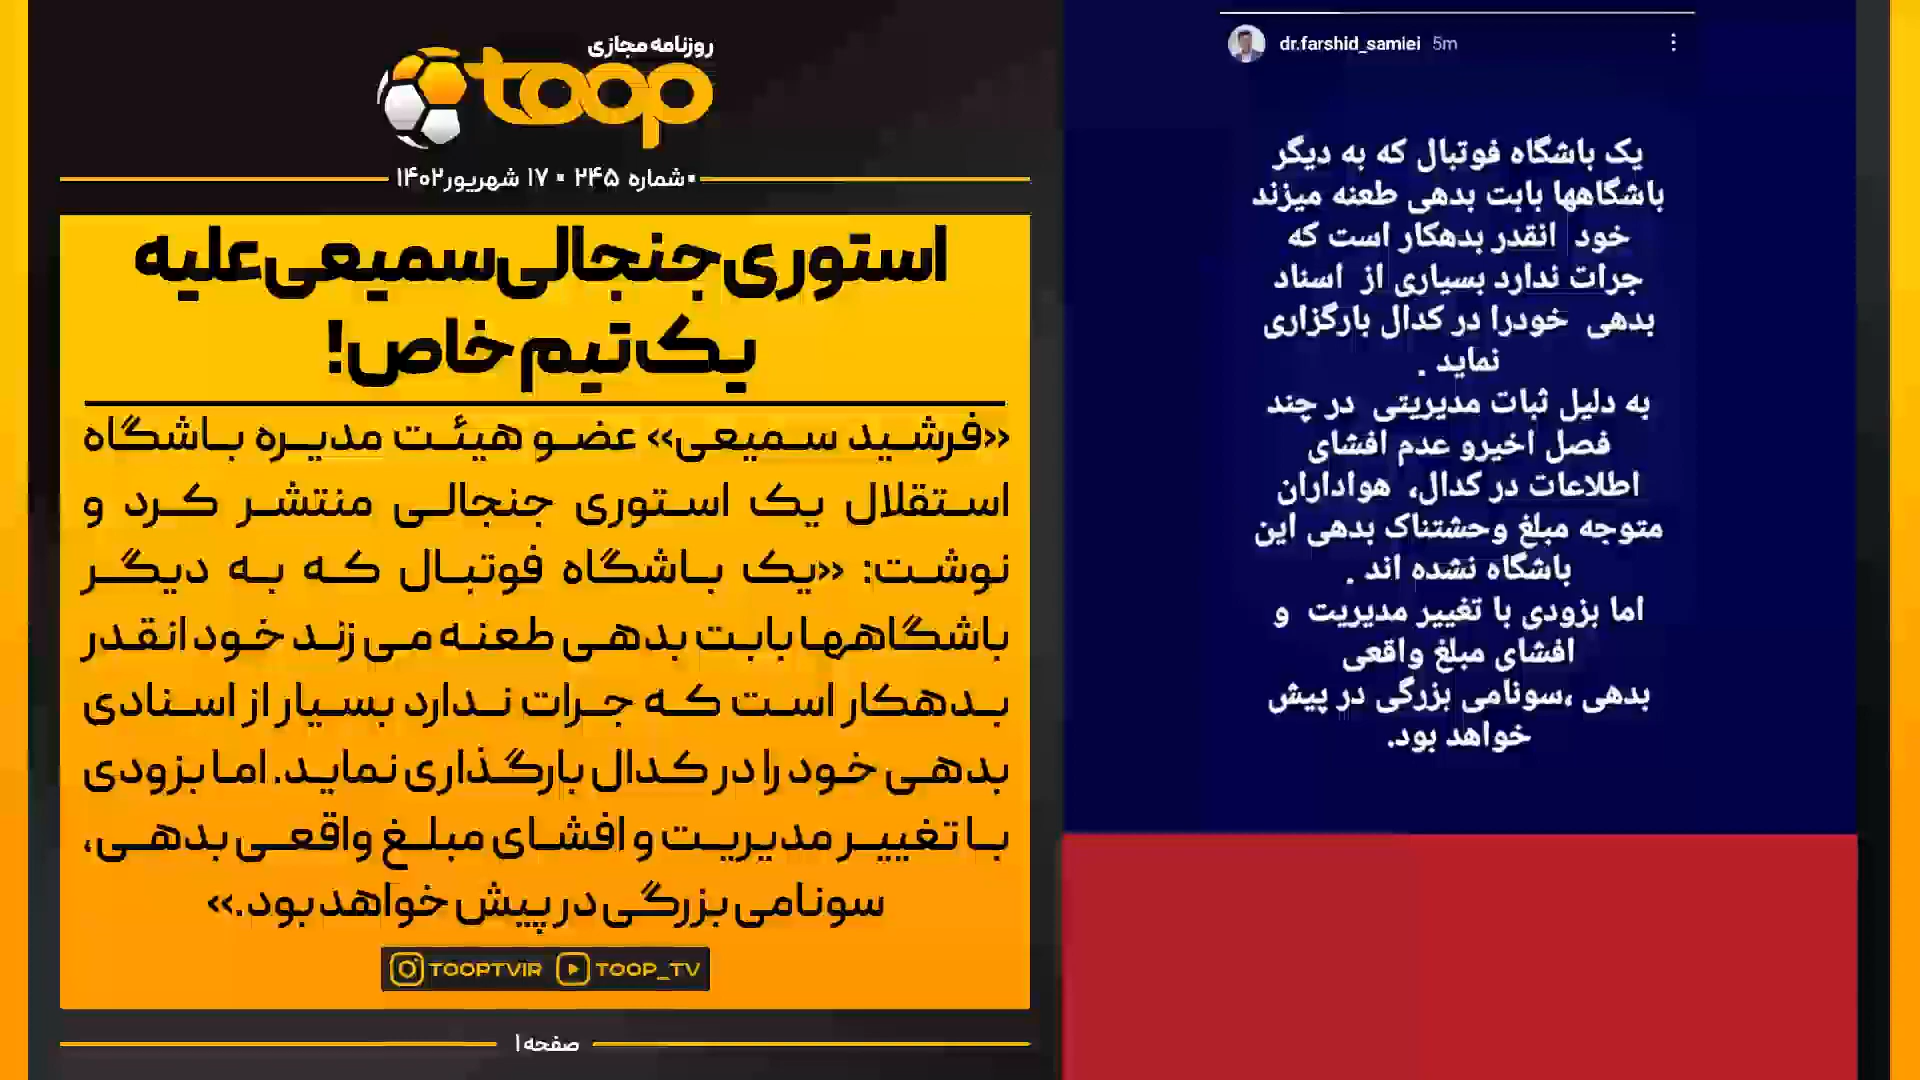 روزنامه مجازی
toop
•شماره ۲۴۵ • ۱۷ شهریور۱۴۰۲
استوری جنجالی سمیعی علیه
یک تیم خاص!
«فرشید سمیعی» عضو هیئت مدیره باشگاه
استقلال یک استوری جنجالی منتشر کرد و
نوشت: «یک باشگاه فوتبال که به دیگر
باشگاهها بابت بدهی طعنه می زند خود انقدر
بدهکار است که جرات ندارد بسیار از اسنادی
بدهی خود را در کدال بارگذاری نماید. اما بزودی
با تغییر مدیریت و افشای مبلغ واقعی بدهی،
سونامی بزرگی در پیش خواهد بود.»
TOOPTVIR TOOP_TV
صفحه ۱
dr.farshid_samiei 5m
یک باشگاه فوتبال که به دیگر
باشگاهها بابت بدهی طعنه میزند
خود انقدر بدهکار است که
جرات ندارد بسیاری از اسناد
بدهی خودرا در کدال بارگزاری
نماید .
به دلیل ثبات مدیریتی در چند
فصل اخیرو عدم افشای
اطلاعات در کدال، هواداران
متوجه مبلغ وحشتناک بدهی این
باشگاه نشده اند .
اما بزودی با تغییر مدیریت و
افشای مبلغ واقعی
بدهی ،سونامی بزرگی در پیش
خواهد بود.